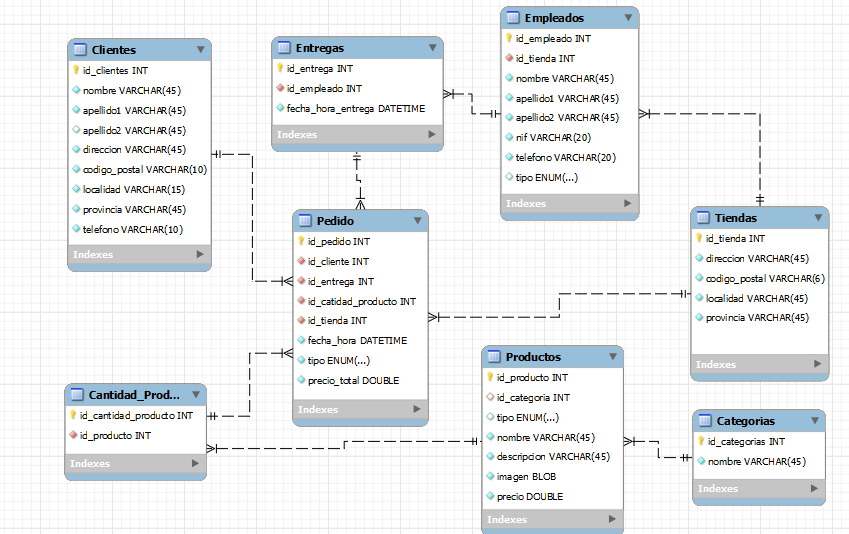 Clientes
id_clientes INT
nombre VARCHAR(45)
apellido1 VARCHAR(45)
apellido2 VARCHAR(45)
direccion VARCHAR(45)
codigo_postal VARCHAR(10)
localidad VARCHAR(15)
provincia VARCHAR(45)
telefono VARCHAR(10)
Indexes
Entregas
id_entrega INT
id_empleado INT
fecha_hora_entrega DATETIME
Indexes
Empleados
id_empleado INT
id_tienda INT
nombre VARCHAR(45)
apellido1 VARCHAR(45)
apellido2 VARCHAR(45)
nif VARCHAR(20)
telefono VARCHAR(20)
tipo ENUM(...)
Indexes
Pedido
id_pedido INT
id_cliente INT
id_entrega INT
id_catidad_producto INT
id_tienda INT
fecha_hora DATETIME
tipo ENUM(...)
precio_total DOUBLE
Indexes
Tiendas
id_tienda INT
direccion VARCHAR(45)
codigo_postal VARCHAR(6)
localidad VARCHAR(45)
provincia VARCHAR(45)
Indexes
Cantidad_Prod...
id_cantidad_producto INT
id_producto INT
Indexes
Productos
id_producto INT
id_categoria INT
tipo ENUM(...)
nombre VARCHAR(45)
descripcion VARCHAR(45)
imagen BLOB
precio DOUBLE
Indexes
Categorias
id_categorias INT
nombre VARCHAR(45)
Indexes